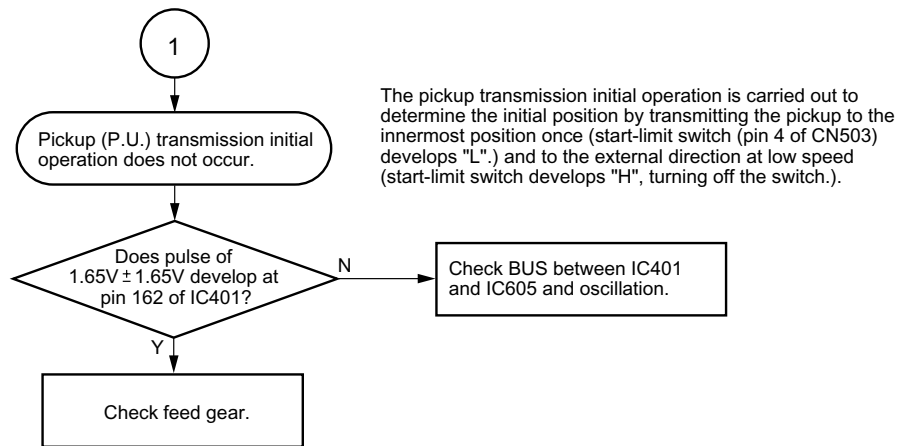 1
Pickup (P.U.) transmission initial
operation does not occur.
The pickup transmission initial operation is carried out to
determine the initial position by transmitting the pickup to the
innermost position once (start-limit switch (pin 4 of CN503)
develops "L".) and to the external direction at low speed
(start-limit switch develops "H", turning off the switch.).
Does pulse of
1.65V ± 1.65V develop at
pin 162 of IC401?
N
Check BUS between IC401
and IC605 and oscillation.
Y
Check feed gear.